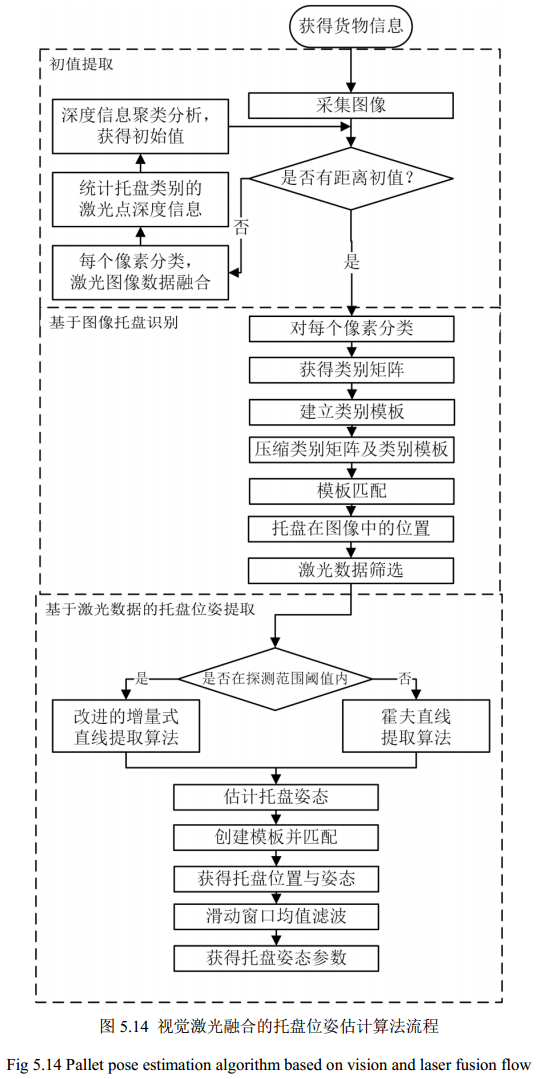 获得货物信息
初值提取
采集图像
深度信息聚类分析，
获得初始值
是否有距离初值？
统计托盘类别的
激光点深度信息
否
每个像素分类，
激光图像数据融合
是
基于图像托盘识别
对每个像素分类
获得类别矩阵
建立类别模板
压缩类别矩阵及类别模板
模板匹配
托盘在图像中的位置
激光数据筛选
基于激光数据的托盘位姿提取
是否在探测范围阈值内
是
否
改进的增量式
直线提取算法
霍夫直线
提取算法
估计托盘姿态
创建模板并匹配
获得托盘位置与姿态
滑动窗口均值滤波
获得托盘姿态参数
图 5.14 视觉激光融合的托盘位姿估计算法流程
Fig 5.14 Pallet pose estimation algorithm based on vision and laser fusion flow